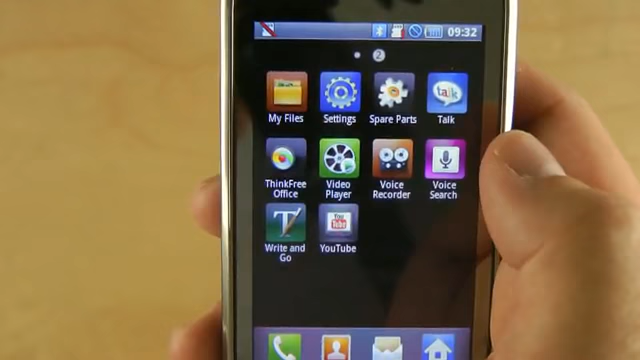 09:32
2
My Files Settings Spare Parts Talk
talk
ThinkFree Office Video Player Voice Recorder Voice Search
Write and Go YouTube
You Tube